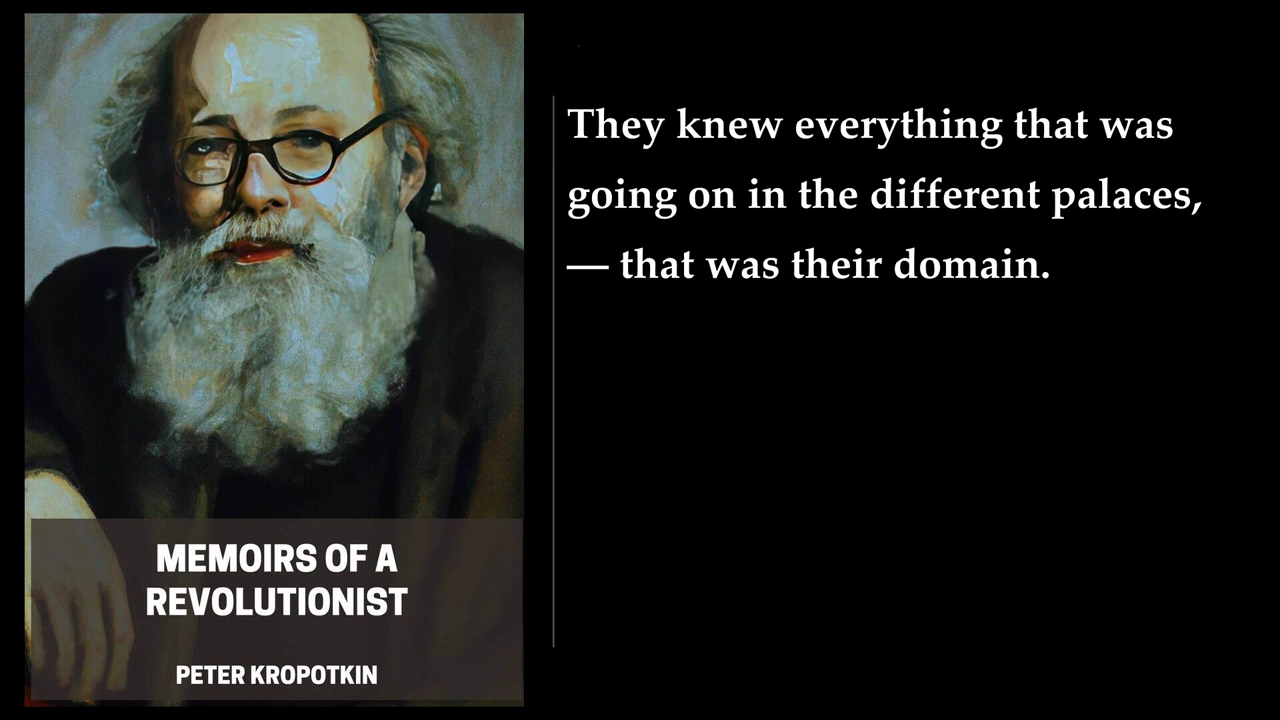 They knew everything that was
going on in the different palaces,
— that was their domain.
MEMOIRS OF A
REVOLUTIONIST
PETER KROPOTKIN